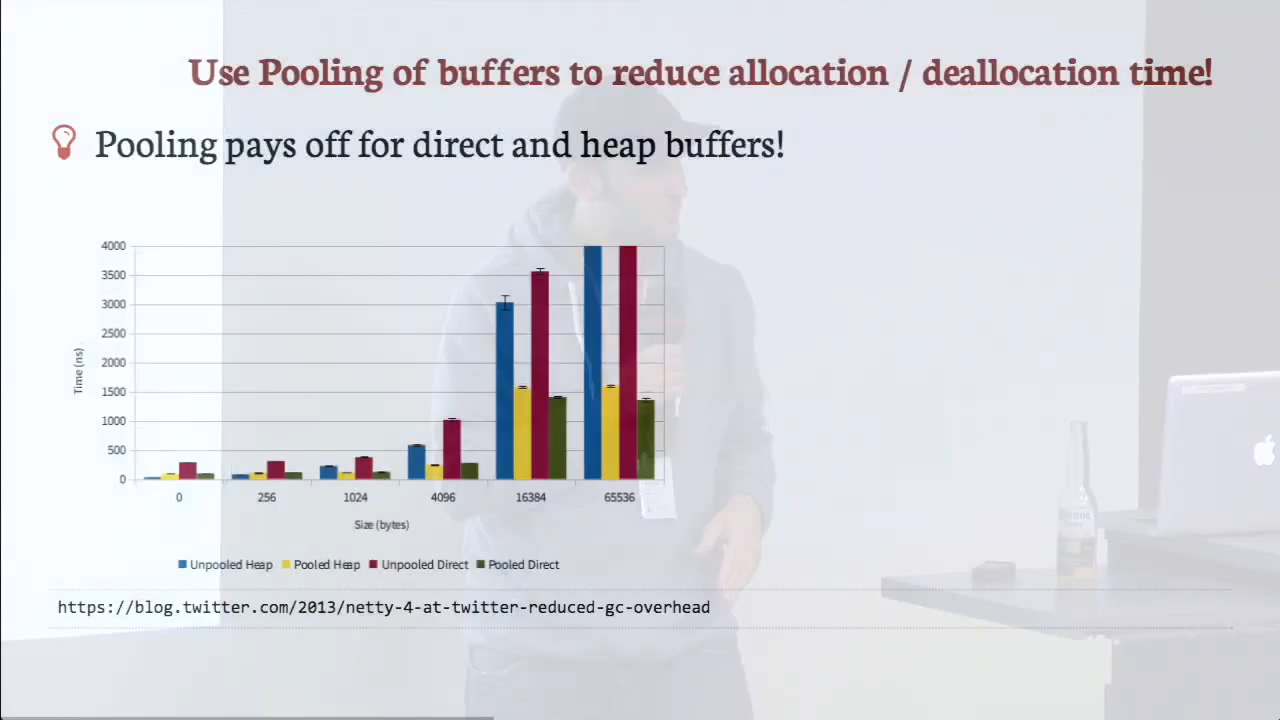 Use Pooling of buffers to reduce allocation / deallocation time!
Pooling pays off for direct and heap buffers!
4000
3500
3000
2500
2000
1500
1000
500
0
Time (ns)
0 256 1024 4096 16384 65536
Size (bytes)
Unpooled Heap Pooled Heap Unpooled Direct Pooled Direct
https://blog.twitter.com/2013/netty-4-at-twitter-reduced-gc-overhead